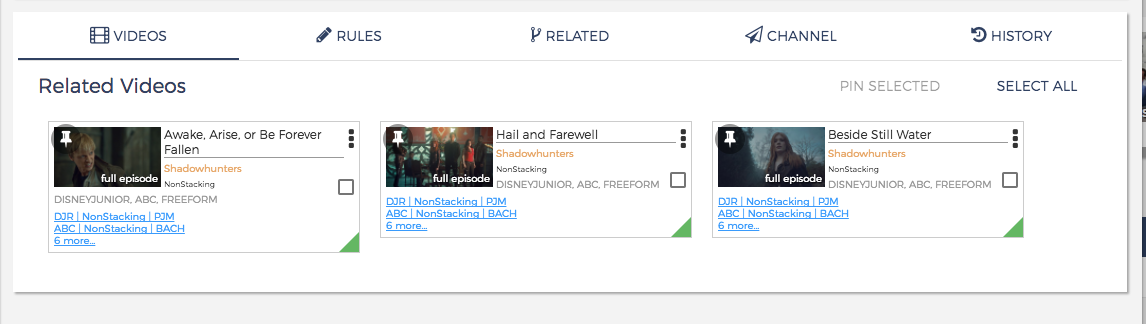 VIDEOS
RULES
RELATED
CHANNEL
HISTORY
Related Videos
PIN SELECTED
SELECT ALL
Awake, Arise, or Be Forever
Fallen
Shadowhunters
full episode
NonStacking
DISNEYJUNIOR, ABC, FREEFORM
DJR | NonStacking | PJM
ABC | NonStacking | BACH
6 more...
Hail and Farewell
Shadowhunters
NonStacking
full episode
DISNEYJUNIOR, ABC, FREEFORM
DJR | NonStacking | PJM
ABC | NonStacking | BACH
6 more...
Beside Still Water
Shadowhunters
NonStacking
full episode
DISNEYJUNIOR, ABC, FREEFORM
DJR | NonStacking | PJM
ABC | NonStacking | BACH
6 more...